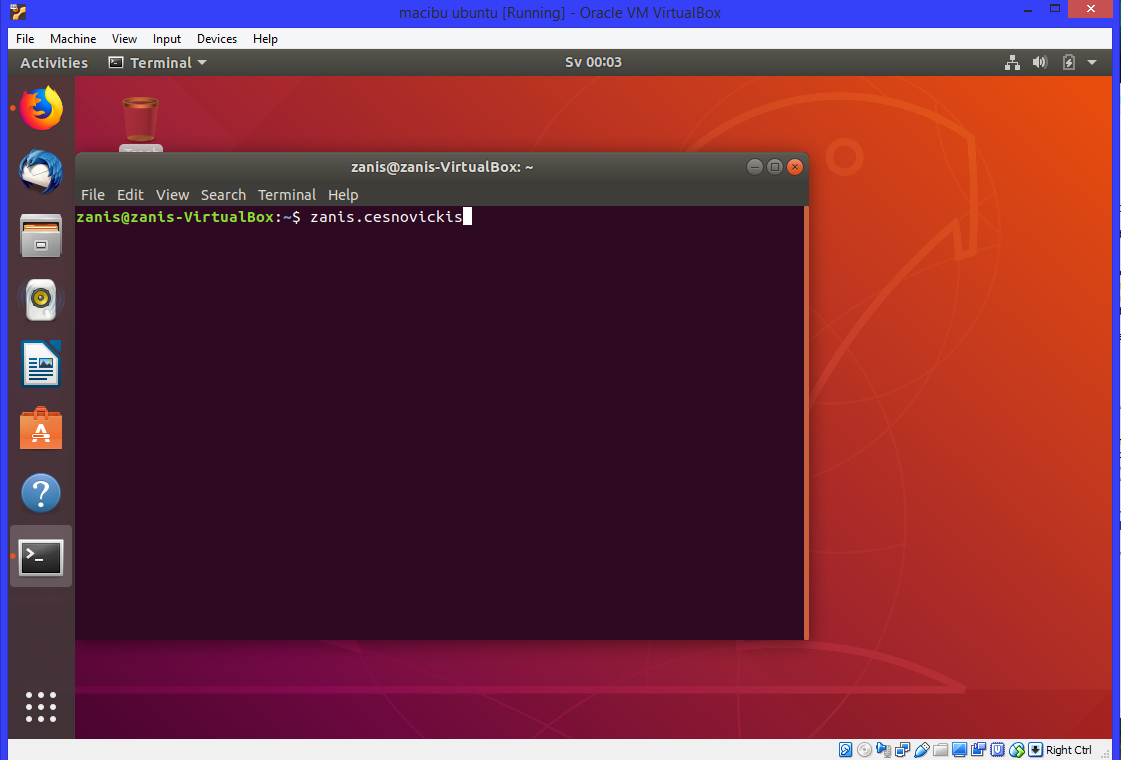 macibu ubuntu [Running] - Oracle VM VirtualBox
File Machine View Input Devices Help
Activities Terminal Sv 00:03
zanis@zanis-VirtualBox: ~
File Edit View Search Terminal Help
zanis@zanis-VirtualBox:~$ zanis.cesnovickis
Right Ctrl